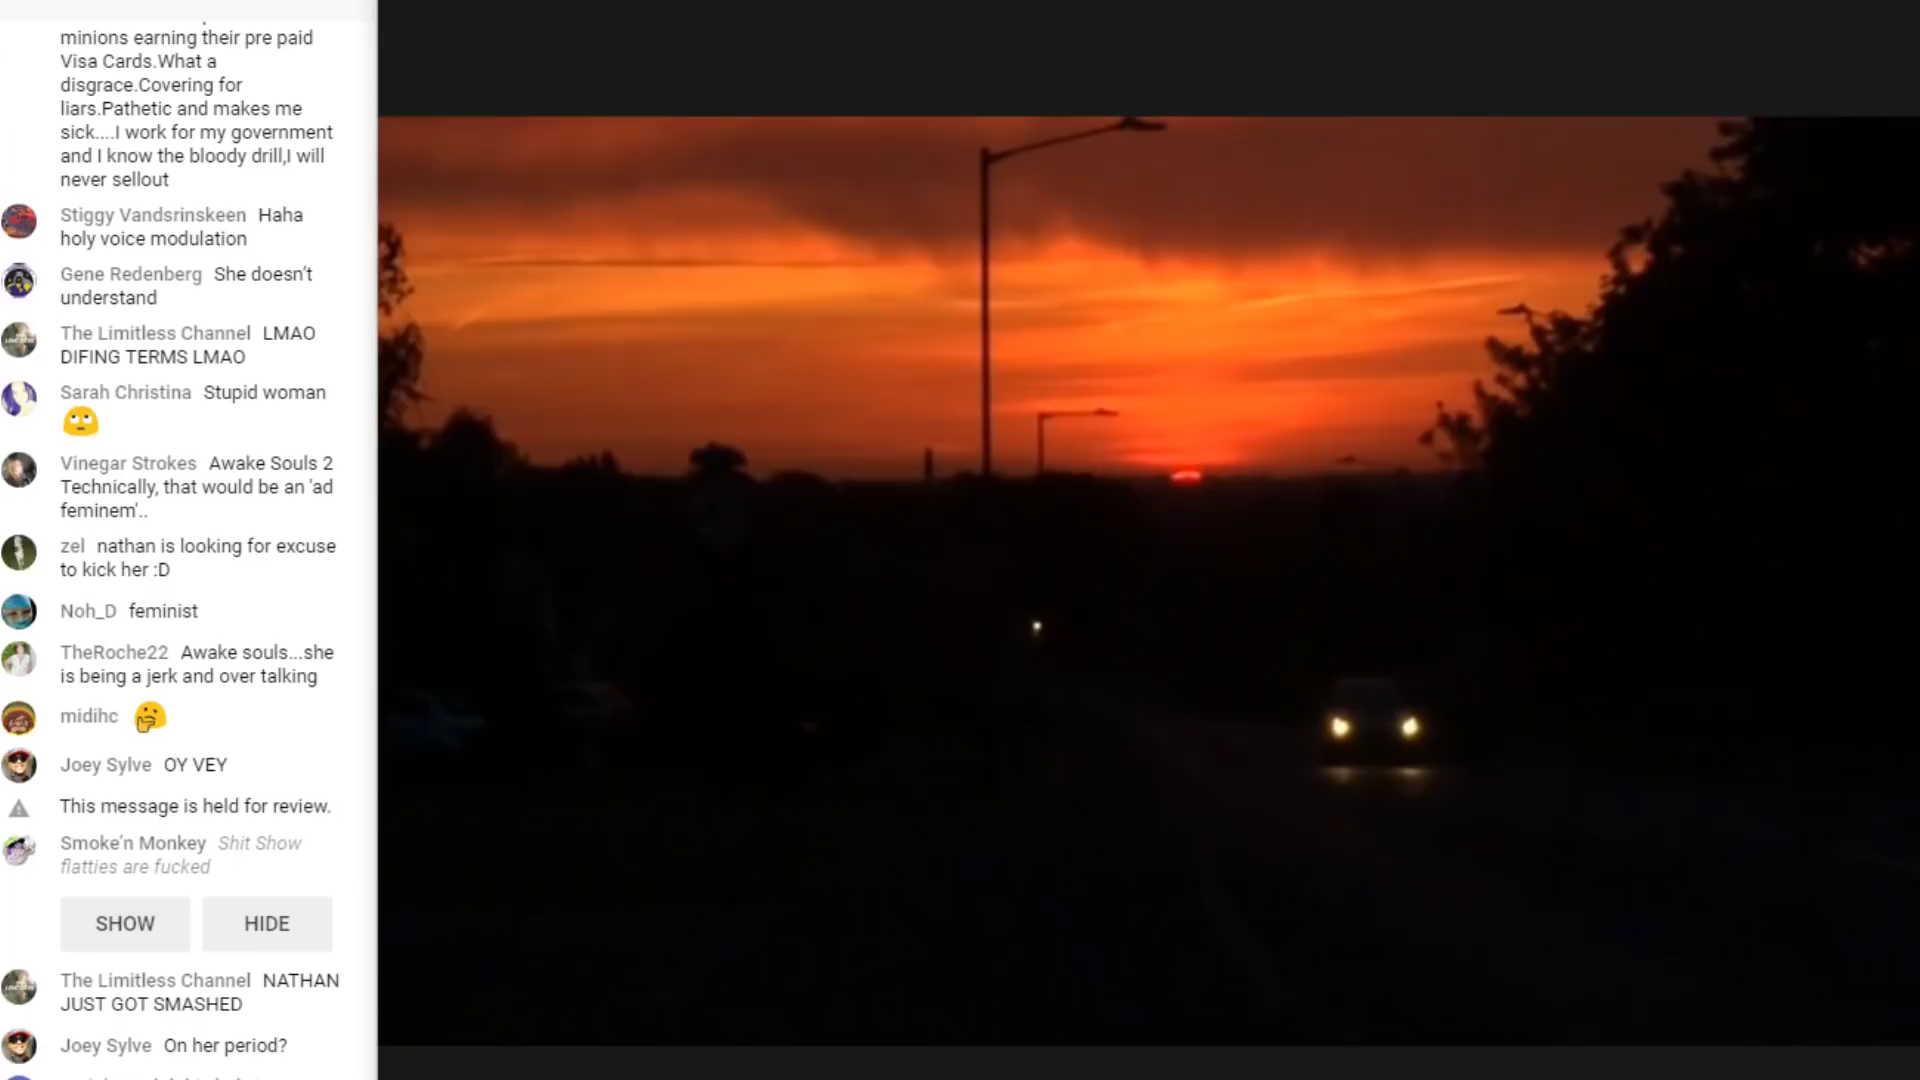 minions earning their pre paid
Visa Cards.What a
disgrace.Covering for
liars.Pathetic and makes me
sick....I work for my government
and I know the bloody drill,I will
never sellout
Stiggy Vandsrinskeen Haha
holy voice modulation
Gene Redenberg She doesn't
understand
The Limitless Channel LMAO
DIFING TERMS LMAO
Sarah Christina Stupid woman
🙄
Vinegar Strokes Awake Souls 2
Technically, that would be an 'ad
feminem'..
zel nathan is looking for excuse
to kick her :D
Noh_D feminist
TheRoche22 Awake souls...she
is being a jerk and over talking
midihc 🤔
Joey Sylve OY VEY
This message is held for review.
Smoke'n Monkey Shit Show
flatties are fucked
SHOW HIDE
The Limitless Channel NATHAN
JUST GOT SMASHED
Joey Sylve On her period?